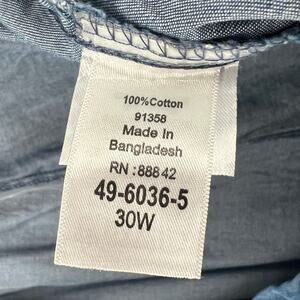 100%Cotton
91358
Made In
Bangladesh
RN :888 42
49-6036-5
30W